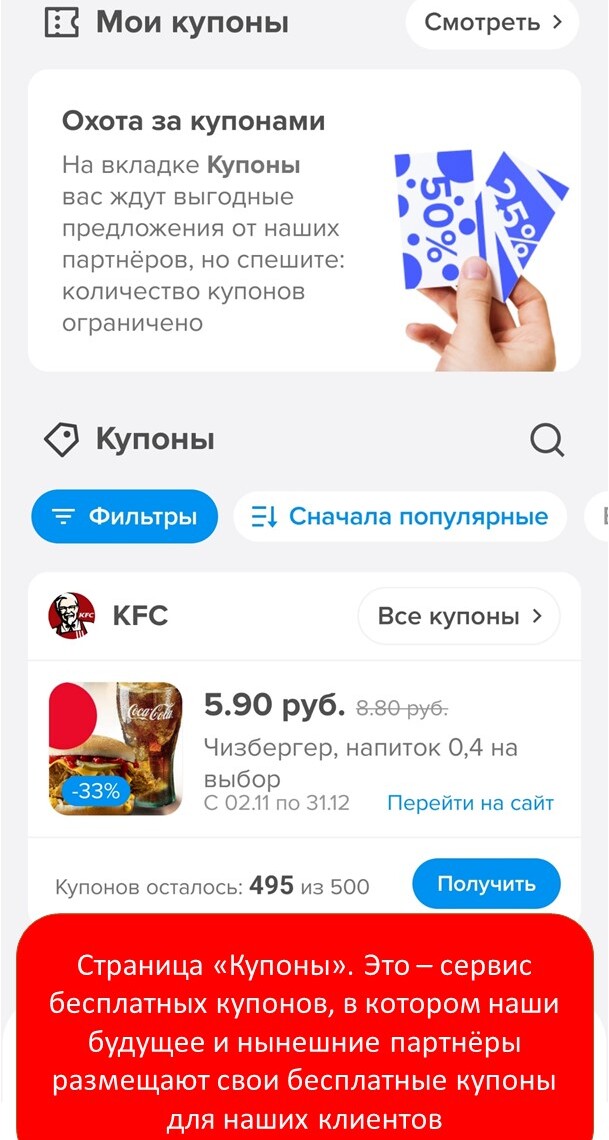 Мои купоны
Смотреть
Охота за купонами
На вкладке Купоны
вас ждут выгодные
предложения от наших
партнёров, но спешите:
количество купонов
ограничено
50%
25%
Купоны
Фильтры
Сначала популярные
KFC
KFC
Все купоны
Coca-Cola
-33%
5.90 руб. 8.80 руб.
Чизбергер, напиток 0,4 на
выбор
С 02.11 по 31.12
Перейти на сайт
Купонов осталось: 495 из 500
Получить
Страница «Купоны». Это – сервис
бесплатных купонов, в котором наши
будущее и нынешние партнёры
размещают свои бесплатные купоны
для наших клиентов